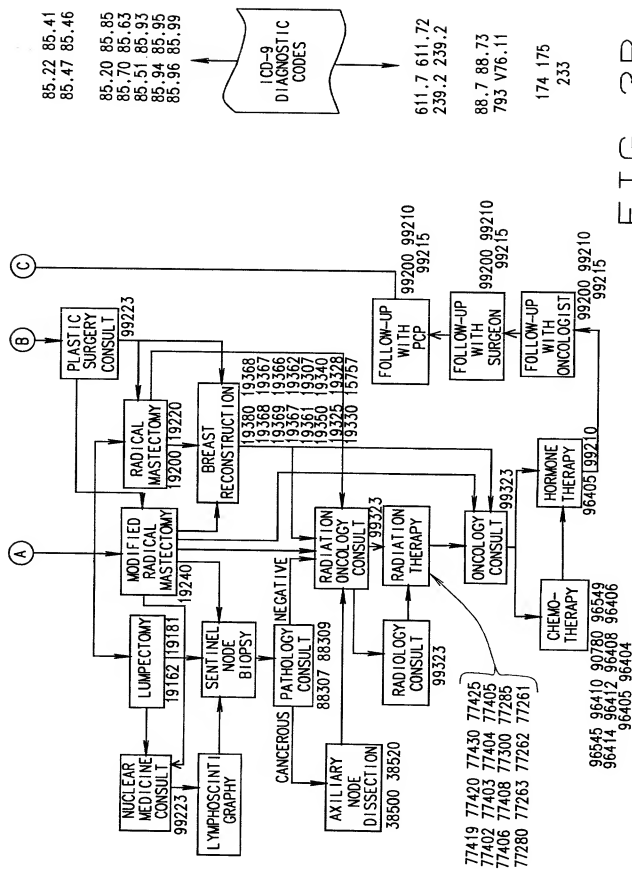 A
B
C
PLASTIC
SURGERY
CONSULT
99223
LUMPECTOMY
19162 19181
MODIFIED
RADICAL
MASTECTOMY
19240
RADICAL
MASTECTOMY
19200 19220
NUCLEAR
MEDICINE
CONSULT
99223
LYMPHOSCINTI
GRAPHY
SENTINEL
NODE
BIOPSY
BREAST
RECONSTRUCTION
19380 19368
19368 19367
19369 19366
19367 19362
19361 19307
19350 19340
19325 19328
19330 15757
CANCEROUS
PATHOLOGY
CONSULT
NEGATIVE
88307 88309
AXILIARY
NODE
DISSECTION
38500 38520
RADIATION
ONCOLOGY
CONSULT
99323
RADIOLOGY
CONSULT
99323
RADIATION
THERAPY
77419 77420 77430 77425
77402 77403 77404 77405
77406 77408 77300 77285
77280 77263 77262 77261
ONCOLOGY
CONSULT
99323
CHEMO-
THERAPY
96545 96410 90780 96549
96414 96412 96408 96406
96405 96404
HORMONE
THERAPY
96405 99210
FOLLOW-UP
WITH
PCP
99200 99210
99215
FOLLOW-UP
WITH
SURGEON
99200 99210
99215
FOLLOW-UP
WITH
ONCOLOGIST
99200 99210
99215
85.22 85.41
85.47 85.46
85.20 85.85
85.70 85.63
85.51 85.93
85.94 85.95
85.96 85.99
ICD-9
DIAGNOSTIC
CODES
611.7 611.72
239.2 239.2
88.7 88.73
793 V76.11
174 175
233